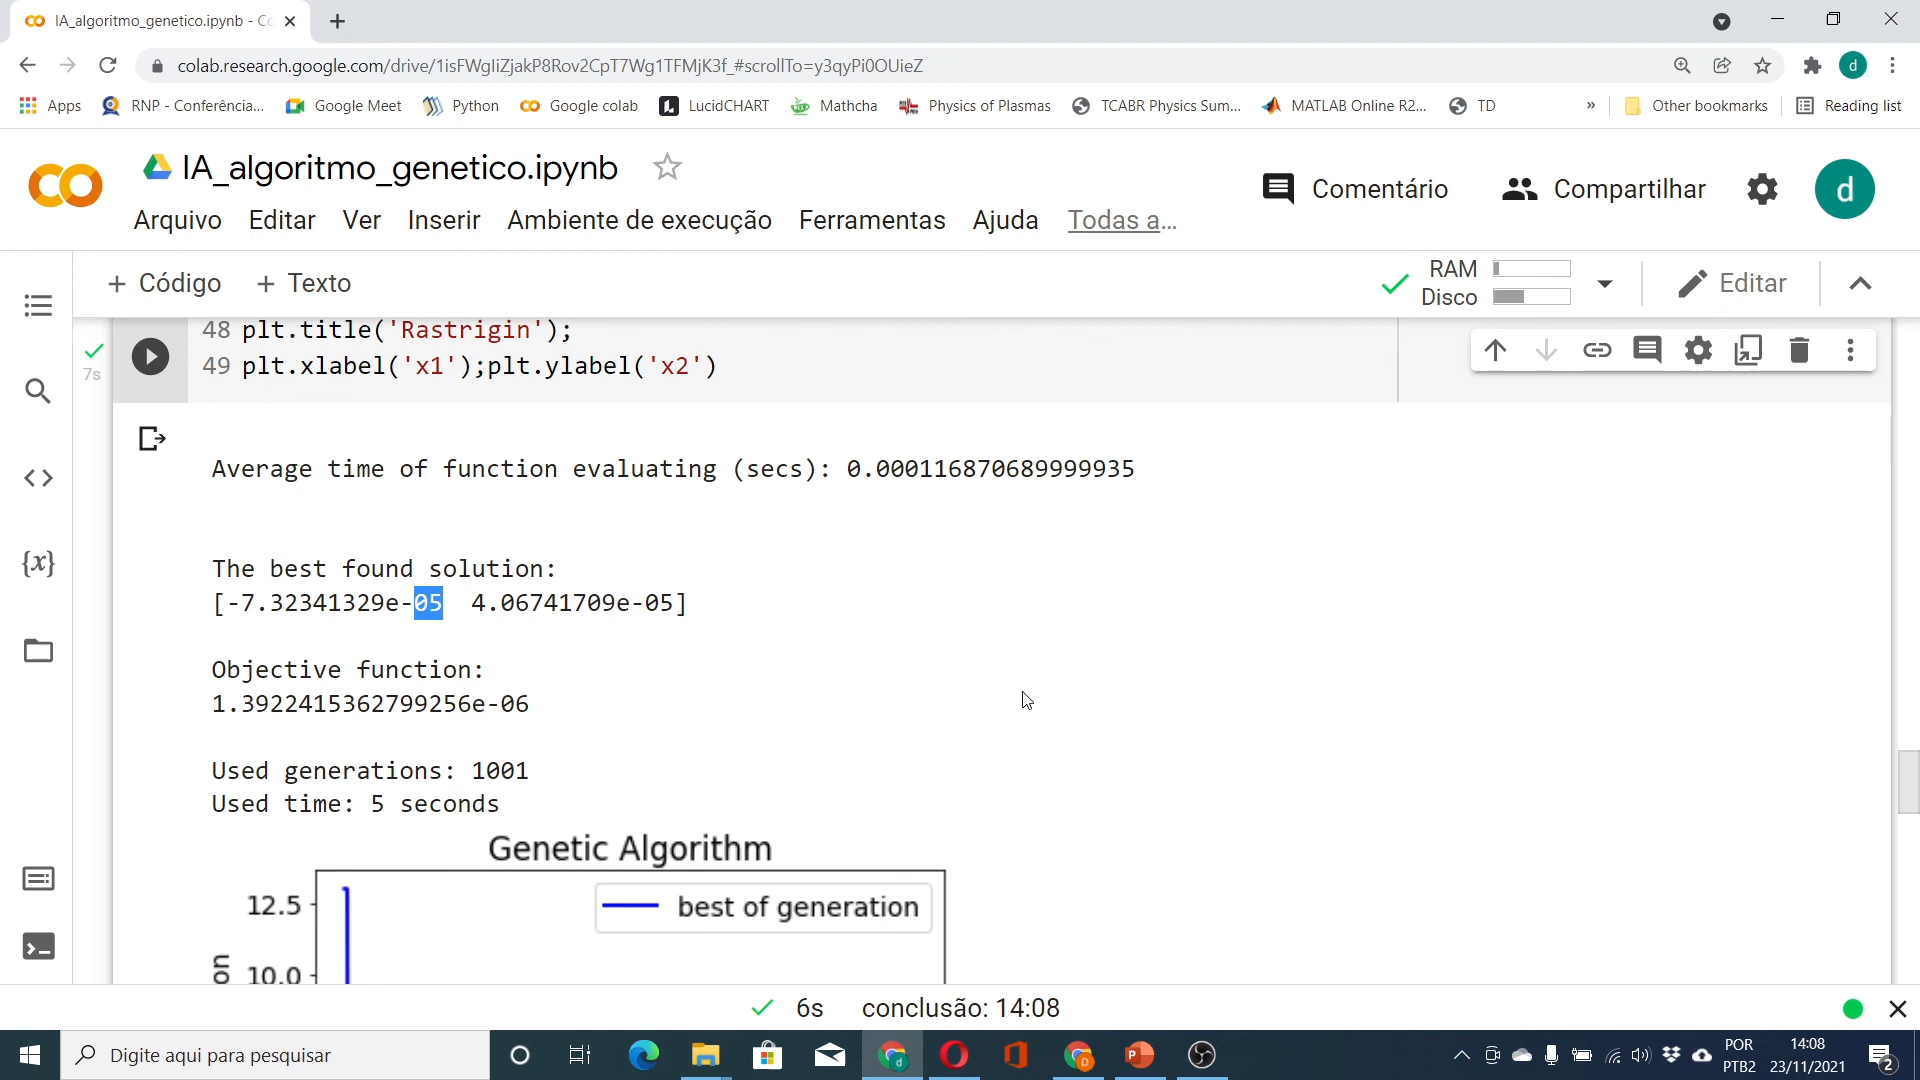 IA_algoritmo_genetico.ipynb - Co
colab.research.google.com/drive/1isFWgliZjakP8Rov2CpT7Wg1TFMjK3f_#scrollTo=y3qyPi0OUieZ
d
Apps
RNP - Conferência...
Google Meet
Python
Google colab
LucidCHART
Mathcha
Physics of Plasmas
TCABR Physics Sum...
MATLAB Online R2...
TD
»
Other bookmarks
Reading list
IA_algoritmo_genetico.ipynb
Comentário
Compartilhar
d
Arquivo Editar Ver Inserir Ambiente de execução Ferramentas Ajuda Todas a...
+ Código + Texto
RAM
Disco
Editar
7s
48 plt.title('Rastrigin');
49 plt.xlabel('x1');plt.ylabel('x2')
Average time of function evaluating (secs): 0.000116870689999935
The best found solution:
[-7.32341329e-05  4.06741709e-05]
Objective function:
1.3922415362799256e-06
Used generations: 1001
Used time: 5 seconds
Genetic Algorithm
12.5
best of generation
on
10.0
6s conclusão: 14:08
Digite aqui para pesquisar
POR
PTB2
14:08
23/11/2021
2